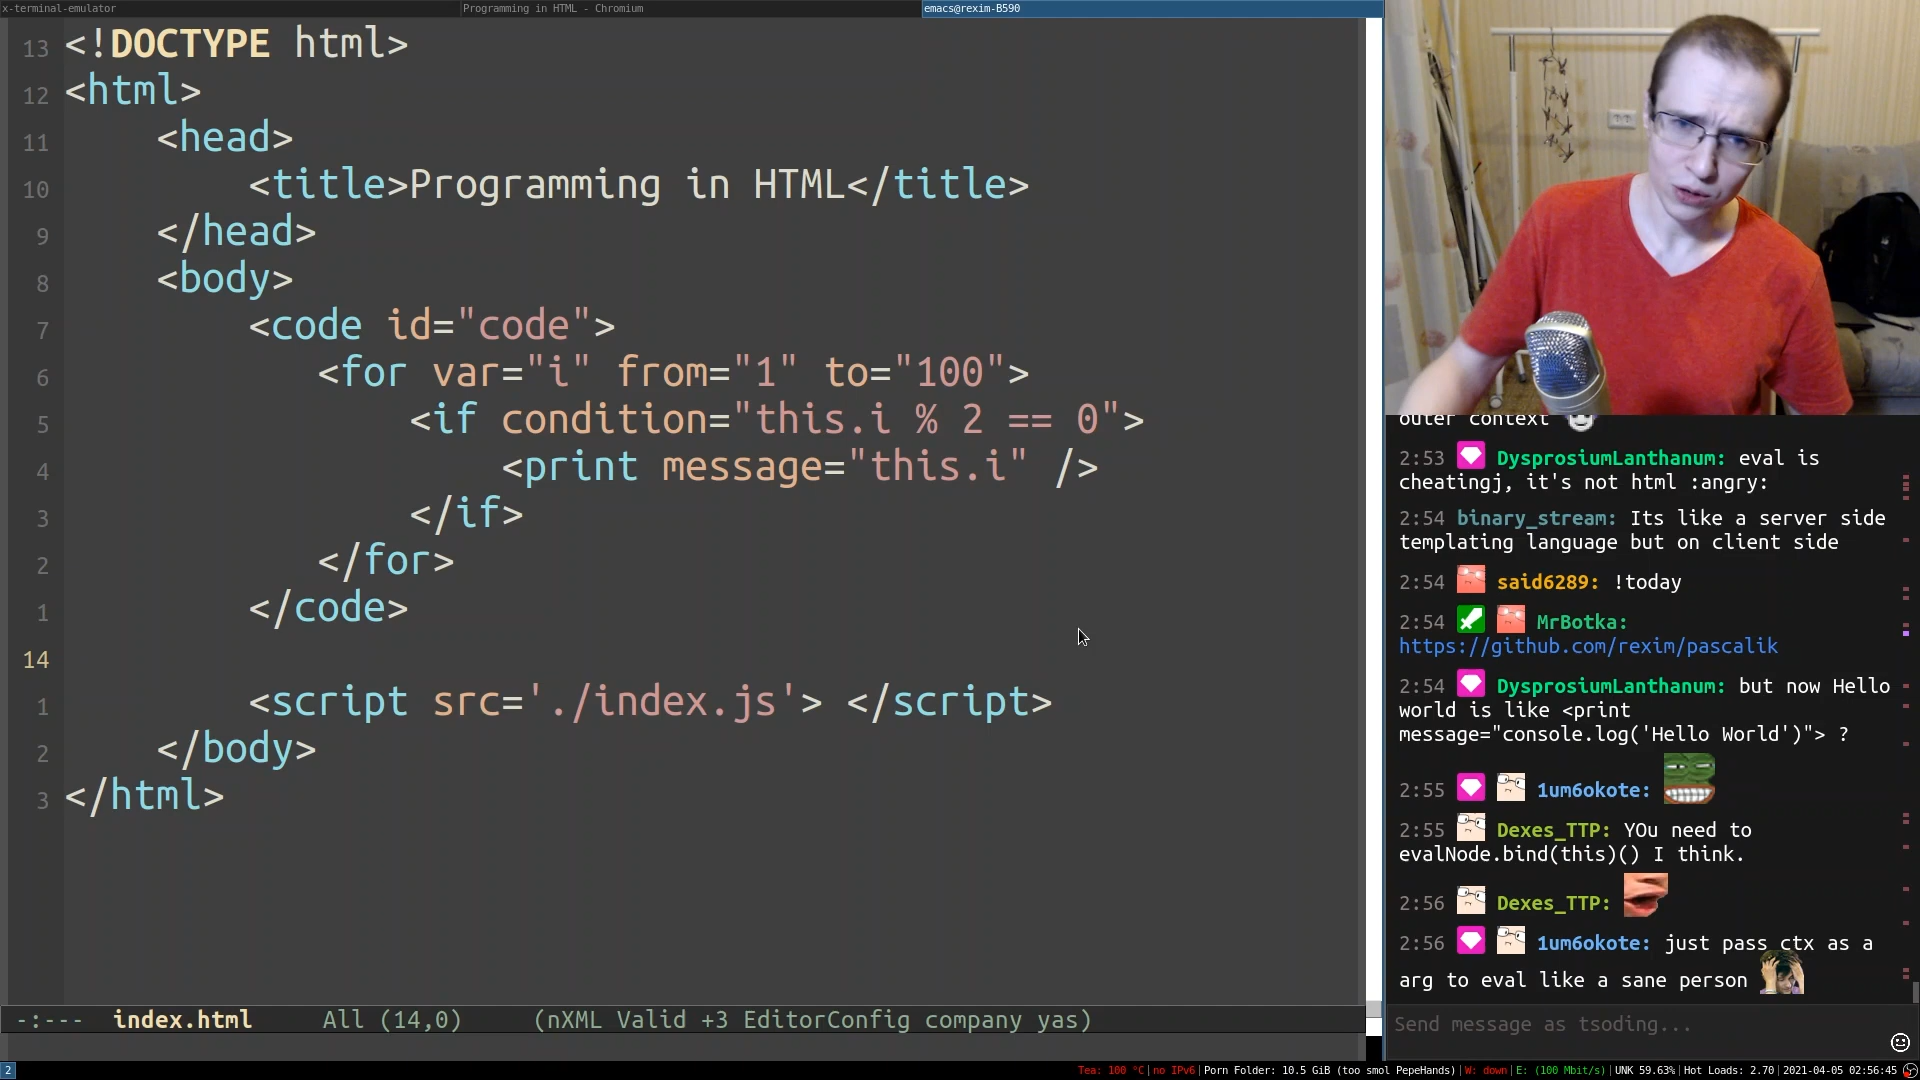 x-terminal-emulator
Programming in HTML - Chromium
emacs@rexim-B590
13 <!DOCTYPE html>
12 <html>
11 <head>
10 <title>Programming in HTML</title>
9 </head>
8 <body>
7 <code id="code">
6 <for var="i" from="1" to="100">
5 <if condition="this.i % 2 == 0">
4 <print message="this.i" />
3 </if>
2 </for>
1 </code>
14
1 <script src='./index.js'> </script>
2 </body>
3 </html>
-:--- index.html All (14,0) (nXML Valid +3 EditorConfig company yas)
outer context
2:53 DysprosiumLanthanum: eval is
cheatingj, it's not html :angry:
2:54 binary_stream: Its like a server side
templating language but on client side
2:54 said6289: !today
2:54 MrBotka:
https://github.com/rexim/pascalik
2:54 DysprosiumLanthanum: but now Hello
world is like <print
message="console.log('Hello World')"> ?
2:55 1um6okote:
2:55 Dexes_TTP: YOu need to
evalNode.bind(this)() I think.
2:56 Dexes_TTP:
2:56 1um6okote: just pass ctx as a
arg to eval like a sane person
Send message as tsoding...
2
Tea: 100 °C|no IPv6|Porn Folder: 10.5 GiB (too smol PepeHands)|W: down|E: (100 Mbit/s)|UNK 59.63%|Hot Loads: 2.70|2021-04-05 02:56:45